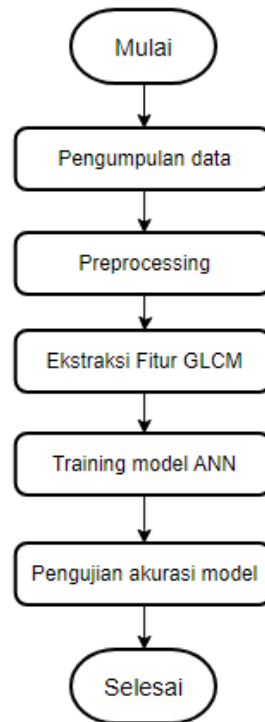 Mulai
Pengumpulan data
Preprocessing
Ekstraksi Fitur GLCM
Training model ANN
Pengujian akurasi model
Selesai